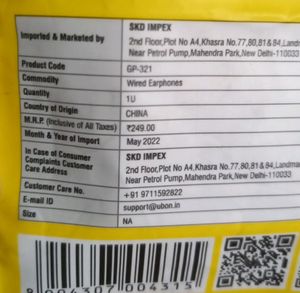 Imported & Marketed by
SKD IMPEX
2nd Floor,Plot No A4,Khasra No.77,80,81&84,Landma
Near Petrol Pump,Mahendra Park,New Delhi-110033
Product Code GP-321
Commodity Wired Earphones
Quantity 1U
Country of Origin CHINA
M.R.P. (Inclusive of All Taxes) ₹249.00
Month & Year of Import May 2022
In Case of Consumer
Complaints Customer
Care Address
SKD IMPEX
2nd Floor,Plot No A4,Khasra No.77,80,81&84,Landmar
Near Petrol Pump,Mahendra Park,New Delhi-110033
Customer Care No. +91 9711592822
E-mail ID support@ubon.in
Size NA
004307 004315